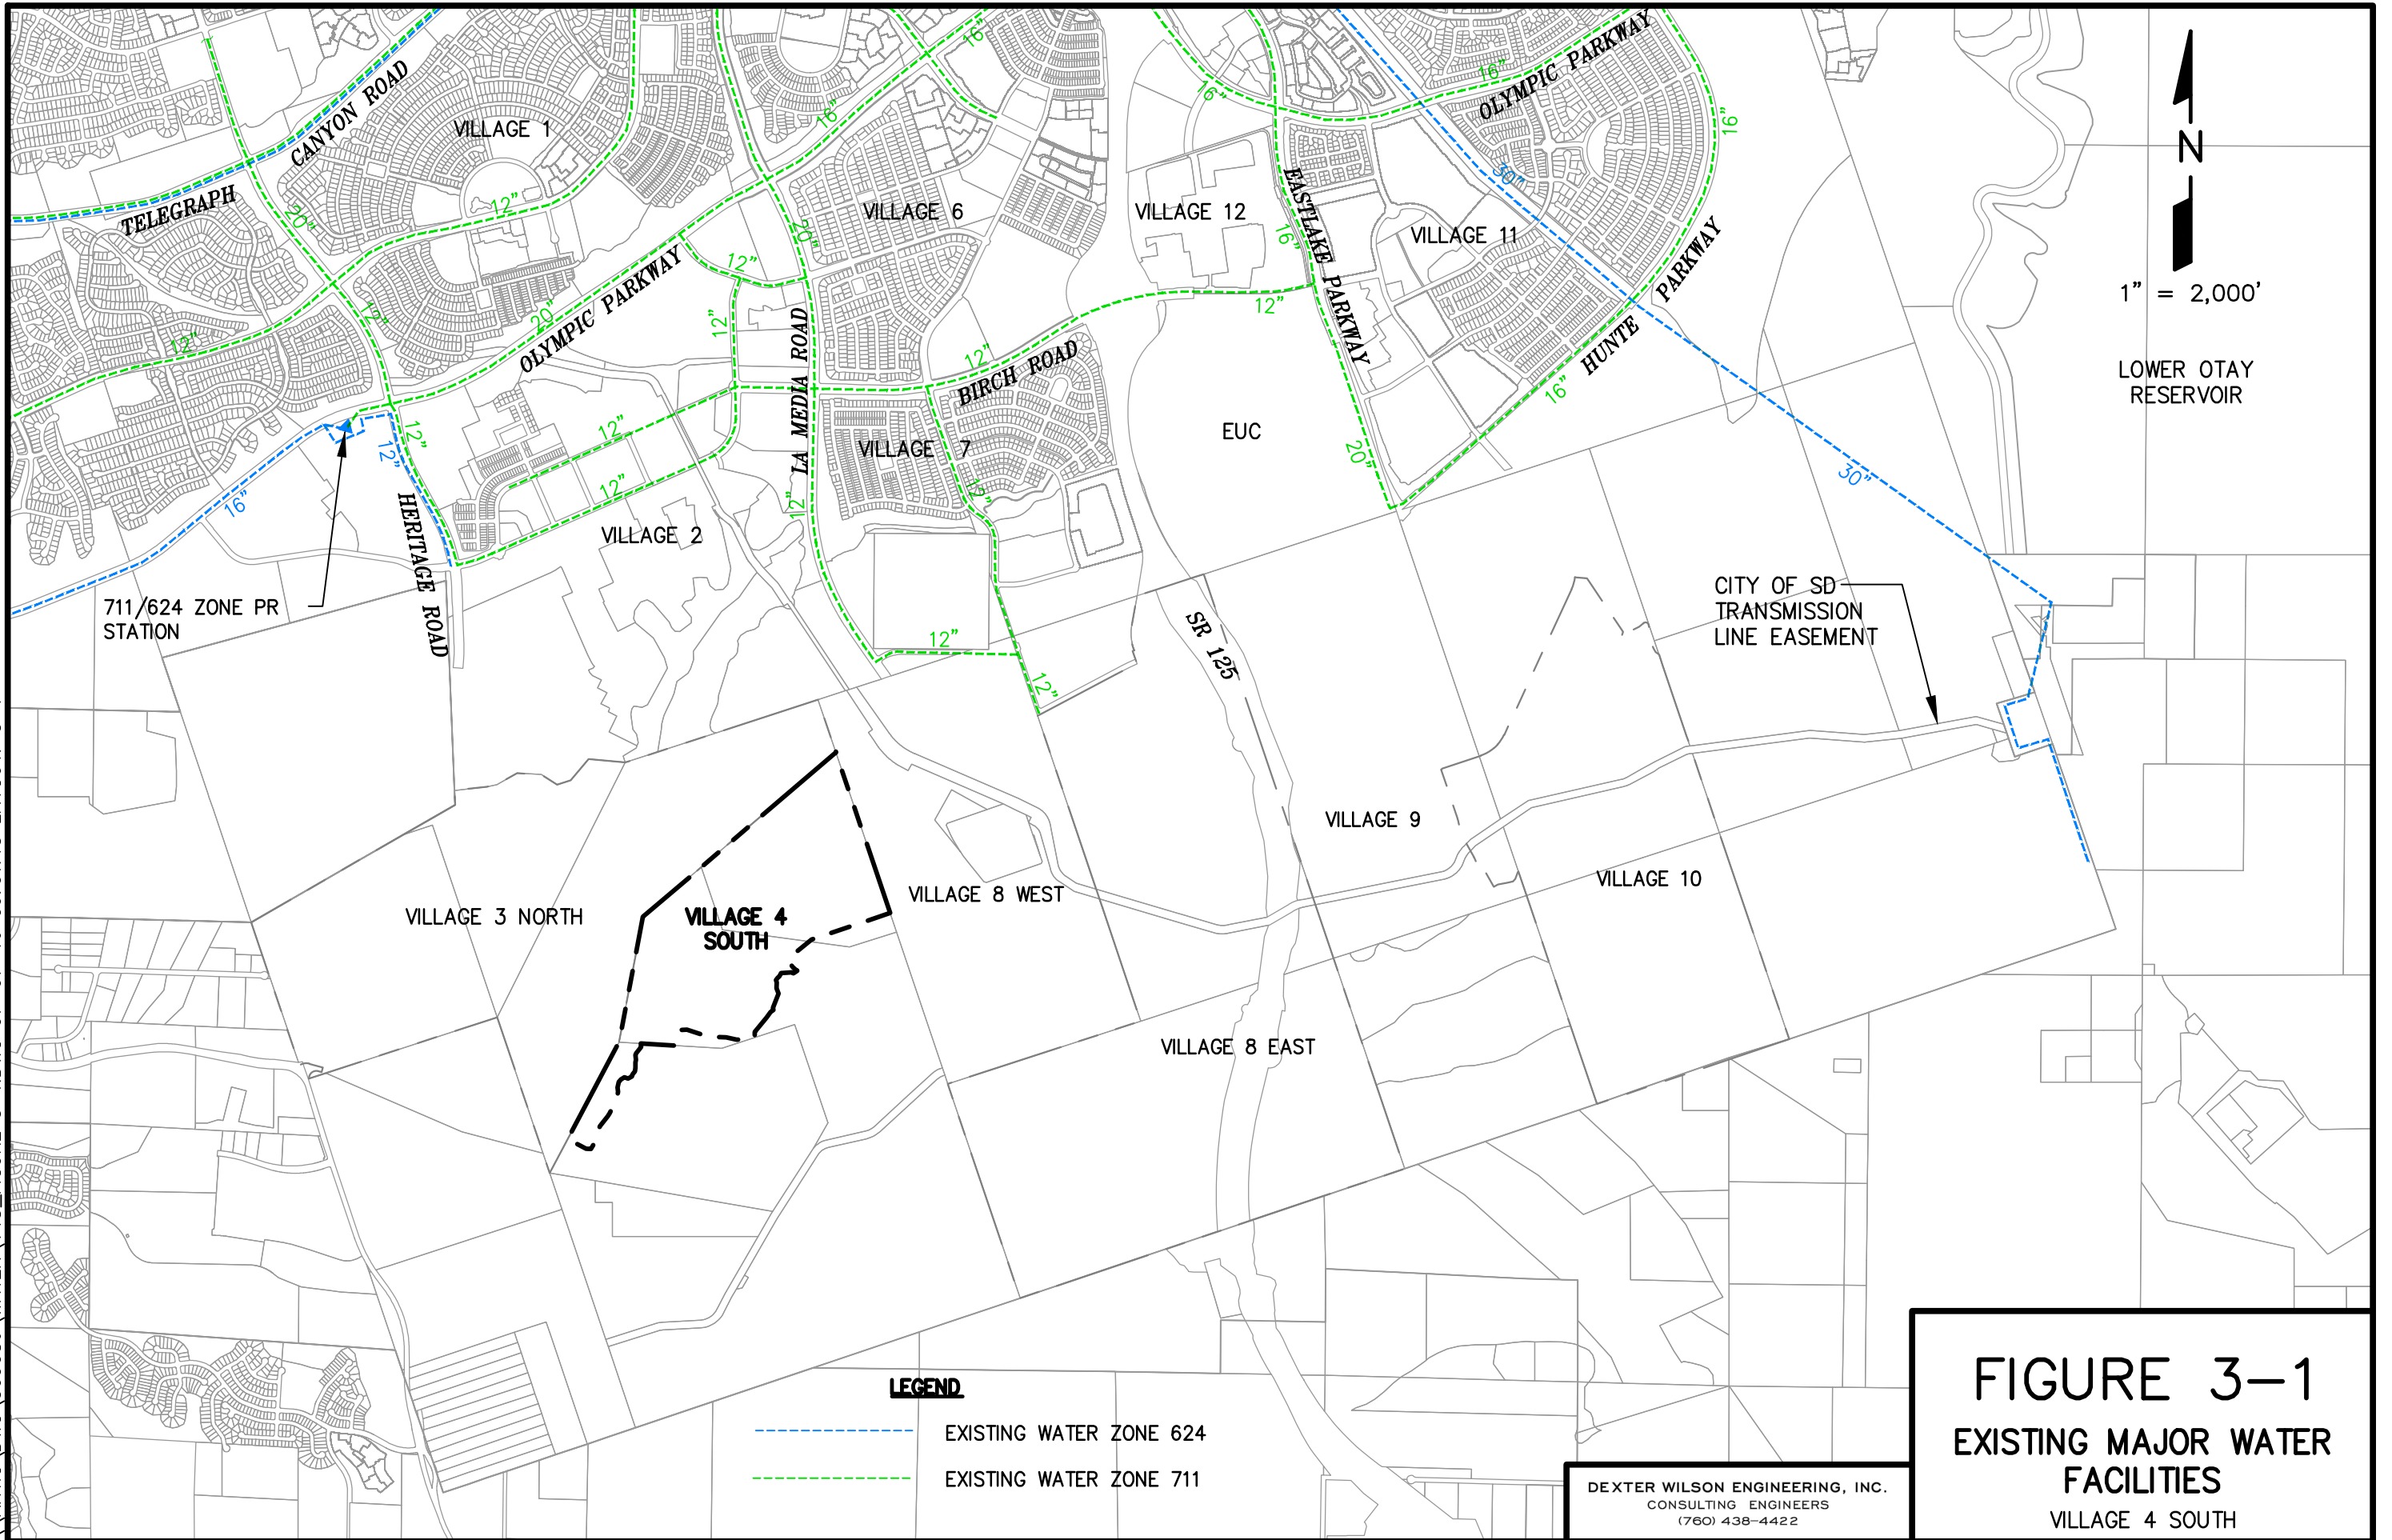 CANYON ROAD
TELEGRAPH
VILLAGE 1
20"
12"
12"
12"
16"
16"
OLYMPIC PARKWAY
20"
20"
12"
12"
VILLAGE 6
VILLAGE 12
16"
16"
OLYMPIC PARKWAY
16"
30"
EASTLAKE PARKWAY
16"
VILLAGE 11
HUNTE PARKWAY
16"
12"
12"
BIRCH ROAD
LA MEDIA ROAD
12"
VILLAGE 7
12"
EUC
20"
N
1" = 2,000'
LOWER OTAY
RESERVOIR
30"
16"
12"
12"
HERITAGE ROAD
12"
12"
VILLAGE 2
711/624 ZONE PR
STATION
12"
12"
SR 125
CITY OF SD
TRANSMISSION
LINE EASEMENT
VILLAGE 9
VILLAGE 10
VILLAGE 8 WEST
VILLAGE 3 NORTH
VILLAGE 4
SOUTH
VILLAGE 8 EAST
LEGEND
EXISTING WATER ZONE 624
EXISTING WATER ZONE 711
DEXTER WILSON ENGINEERING, INC.
CONSULTING ENGINEERS
(760) 438-4422
FIGURE 3-1
EXISTING MAJOR WATER
FACILITIES
VILLAGE 4 SOUTH